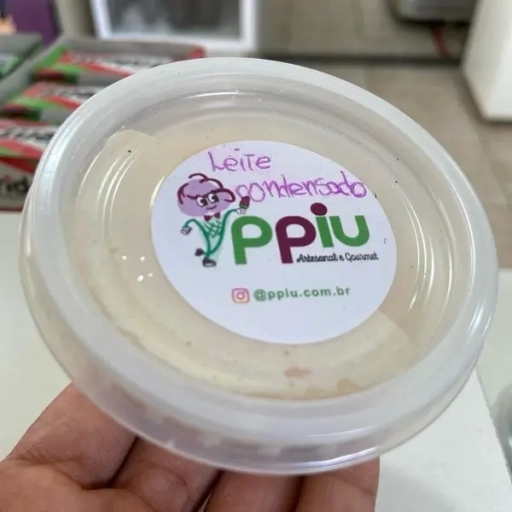 Leite
condensado
PPIU
Artesanal e Gourmet
@ppiu.com.br